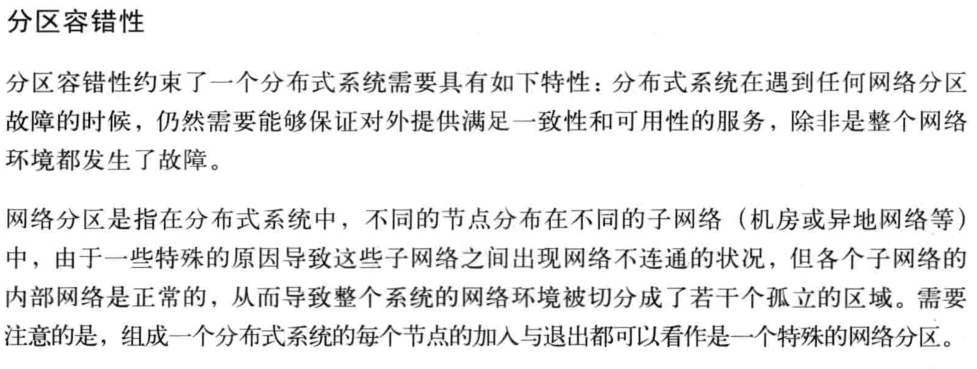 分区容错性
分区容错性约束了一个分布式系统需要具有如下特性：分布式系统在遇到任何网络分区
故障的时候，仍然需要能够保证对外提供满足一致性和可用性的服务，除非是整个网络
环境都发生了故障。
网络分区是指在分布式系统中，不同的节点分布在不同的子网络（机房或异地网络等）
中，由于一些特殊的原因导致这些子网络之间出现网络不连通的状况，但各个子网络的
内部网络是正常的，从而导致整个系统的网络环境被切分成了若干个孤立的区域。需要
注意的是，组成一个分布式系统的每个节点的加入与退出都可以看作是一个特殊的网络分区。